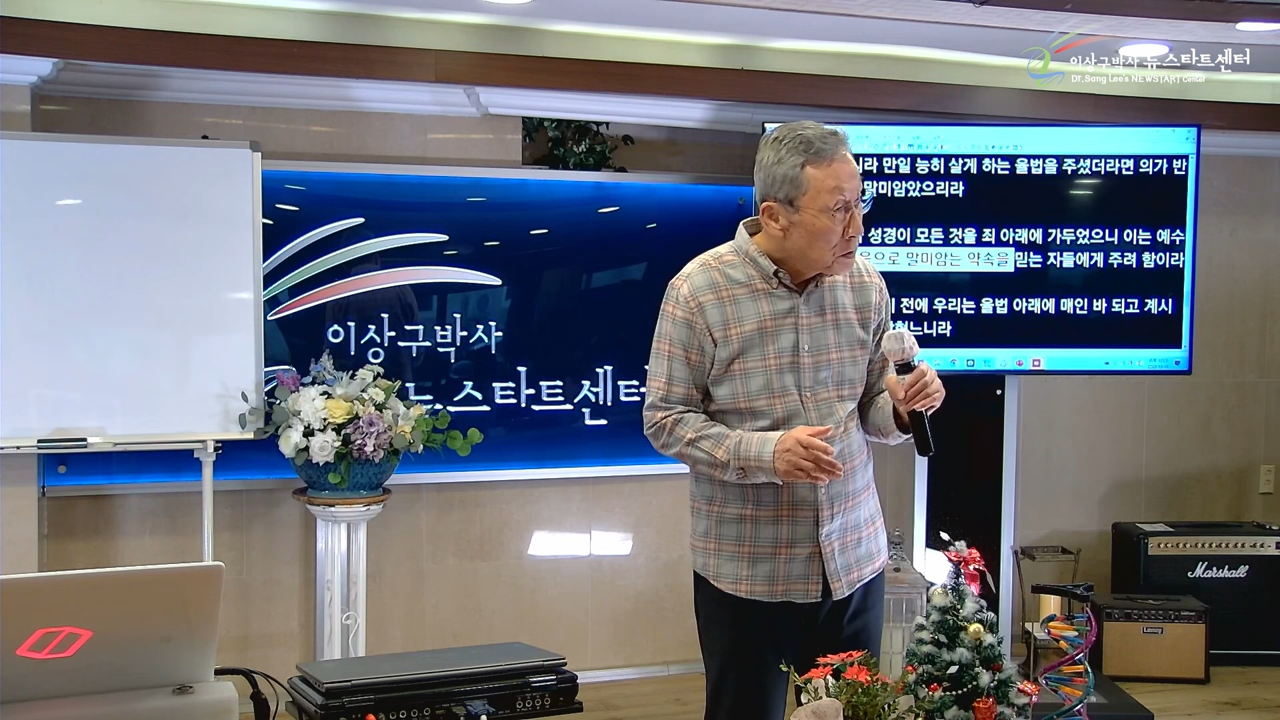 이상구박사 뉴스타트센터
Dr. Sang Lee's NEWSTART Center
이상구박사
뉴스타트센터
만일 능히 살게 하는 율법을 주셨더라면 의가 반
말미암았으리라
성경이 모든 것을 죄 아래에 가두었으니 이는 예수
으로 말미암는 약속을 믿는 자들에게 주려 함이라
전에 우리는 율법 아래에 매인 바 되고 계시
느니라
Marshall
Laney